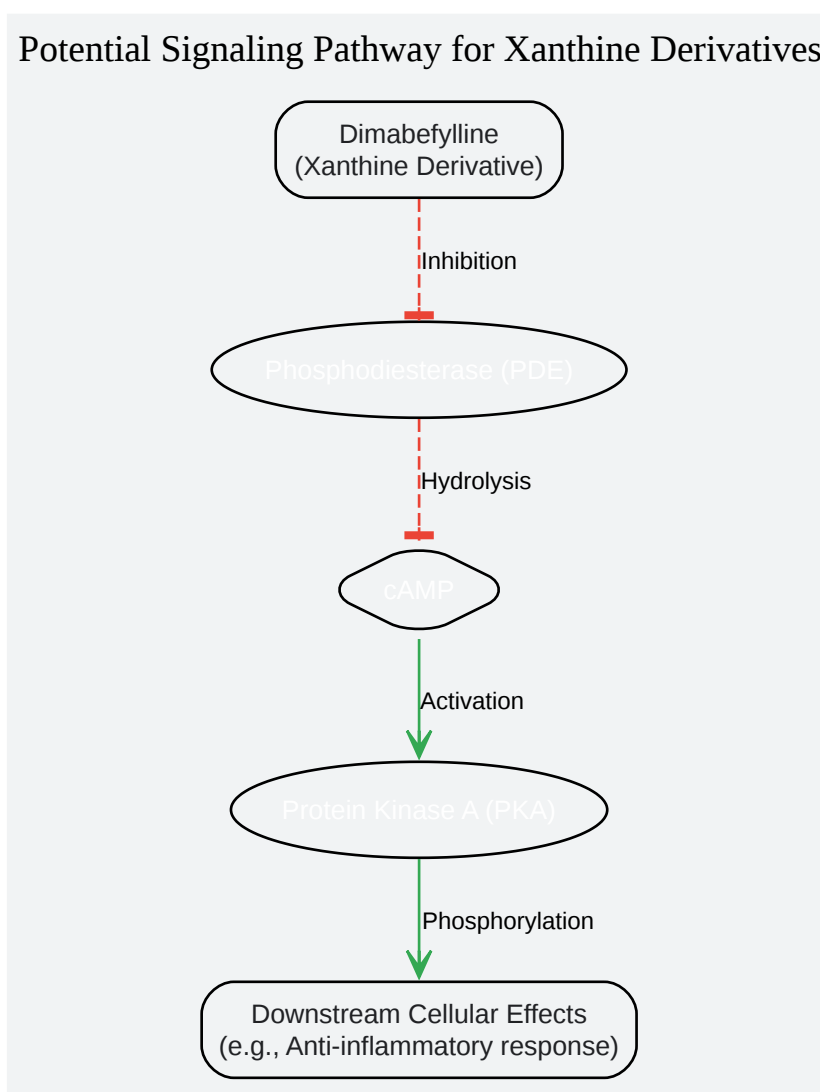 Potential Signaling Pathway for Xanthine Derivatives
Dimabefylline
(Xanthine Derivative)
Inhibition
Phosphodiesterase (PDE)
Hydrolysis
cAMP
Activation
Protein Kinase A (PKA)
Phosphorylation
Downstream Cellular Effects
(e.g., Anti-inflammatory response)